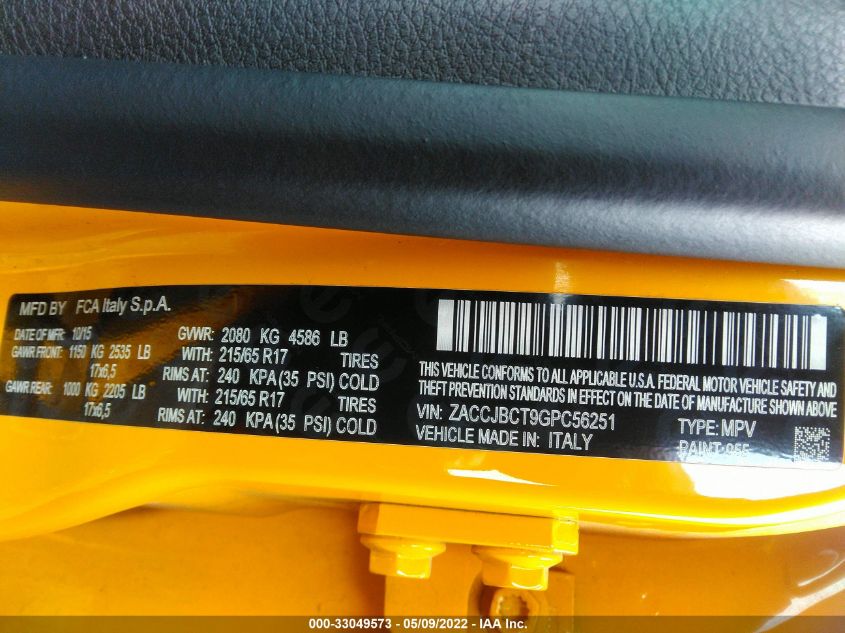 MFD BY FCA Italy S.p.A.
DATE OF MFR: 10/15
GVWR: 2080 KG 4586 LB
GAWR FRONT: 1150 KG 2535 LB
WITH: 215/65 R17 TIRES
17x6,5
RIMS AT: 240 KPA (35 PSI) COLD
GAWR REAR: 1000 KG 2205 LB
WITH: 215/65 R17 TIRES
17x6,5
RIMS AT: 240 KPA (35 PSI) COLD
THIS VEHICLE CONFORMS TO ALL APPLICABLE U.S.A. FEDERAL MOTOR VEHICLE SAFETY AND
THEFT PREVENTION STANDARDS IN EFFECT ON THE DATE OF MANUFACTURE SHOWN ABOVE
VIN: ZACCJBCT9GPC56251 TYPE: MPV
VEHICLE MADE IN: ITALY PAINT:
000-33049573 - 05/09/2022 - IAA Inc.